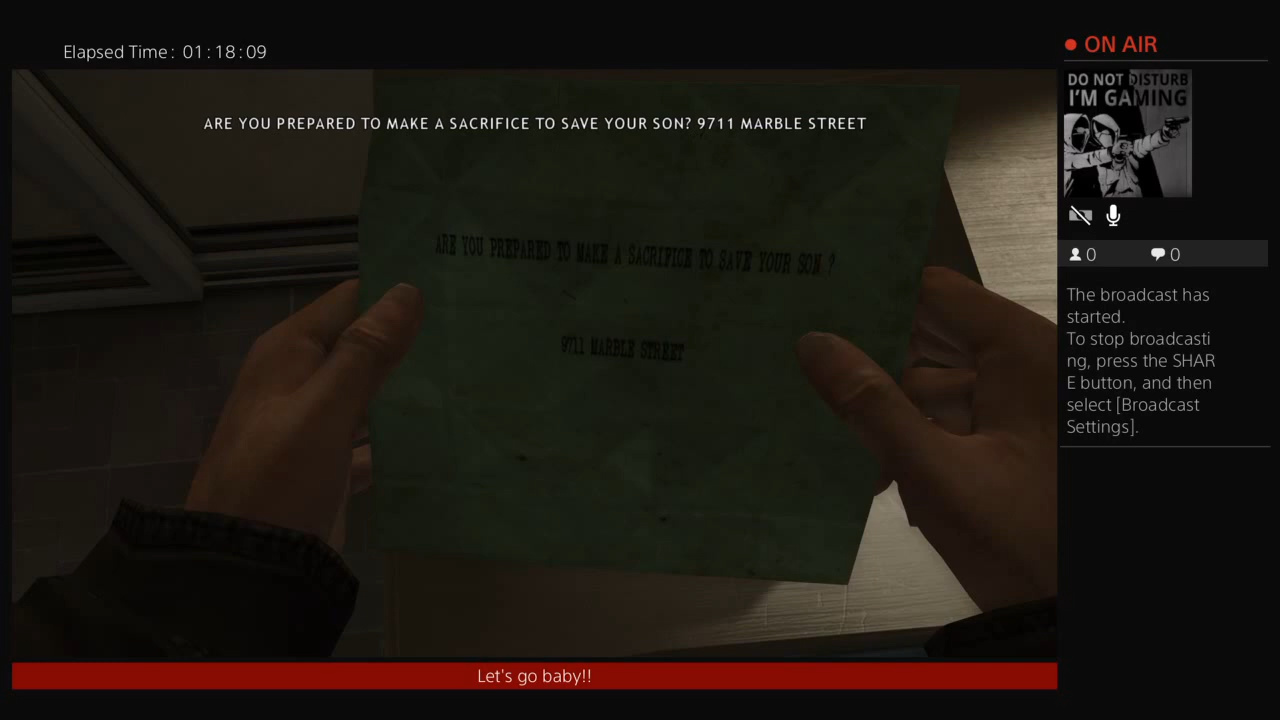 Elapsed Time: 01:18:09
ON AIR
DO NOT DISTURB
I'M GAMING
ARE YOU PREPARED TO MAKE A SACRIFICE TO SAVE YOUR SON? 9711 MARBLE STREET
ARE YOU PREPARED TO MAKE A SACRIFICE TO SAVE YOUR SON ?
9711 MARBLE STREET
0
0
The broadcast has
started.
To stop broadcasti
ng, press the SHAR
E button, and then
select [Broadcast
Settings].
Let's go baby!!